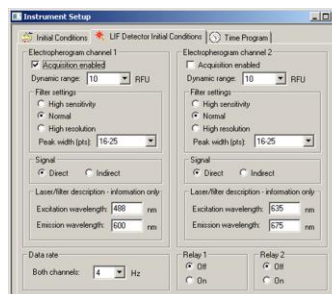 Instrument Setup
Initial Conditions
LIF Detector Initial Conditions
Time Program
Electropherogram channel 1
Acquisition enabled
Dynamic range: 10 RFU
Filter settings
High sensitivity
Normal
High resolution
Peak width (pts): 16-25
Signal
Direct Indirect
Laser/filter description - information only
Excitation wavelength: 488 nm
Emission wavelength: 600 nm
Electropherogram channel 2
Acquisition enabled
Dynamic range: 10 RFU
Filter settings
High sensitivity
Normal
High resolution
Peak width (pts): 16-25
Signal
Direct Indirect
Laser/filter description - information only
Excitation wavelength: 635 nm
Emission wavelength: 675 nm
Data rate
Both channels: 4 Hz
Relay 1
Off
On
Relay 2
Off
On